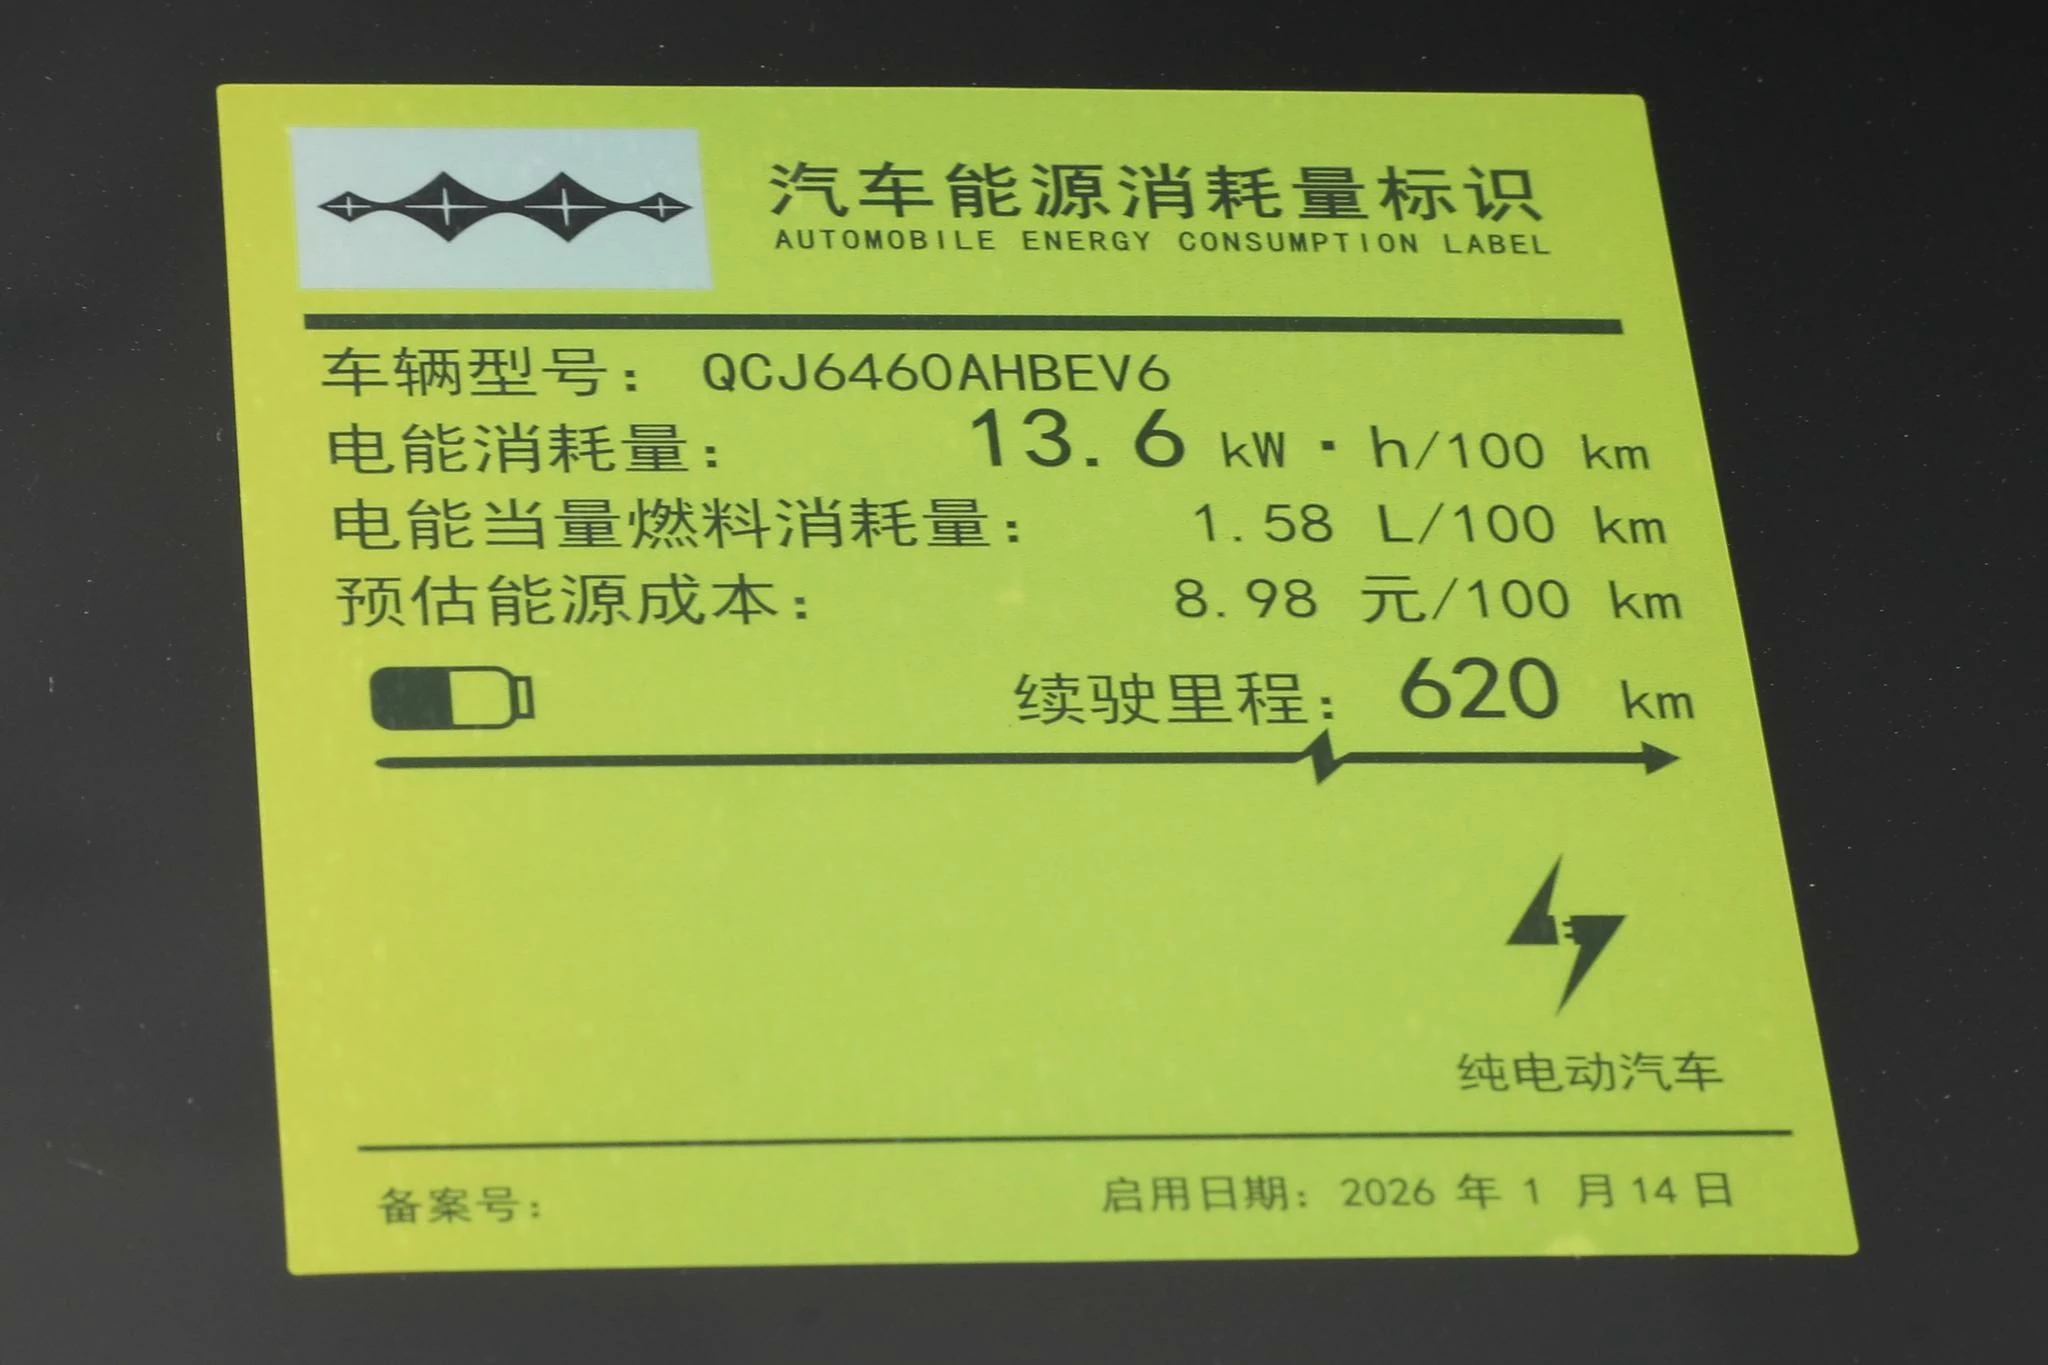 汽车能源消耗量标识
AUTOMOBILE ENERGY CONSUMPTION LABEL
车辆型号: QCJ6460AHBEV6
电能消耗量: 13.6 kW·h/100 km
电能当量燃料消耗量: 1.58 L/100 km
预估能源成本: 8.98 元/100 km
续驶里程: 620 km
纯电动汽车
备案号:
启用日期: 2026 年 1 月 14 日